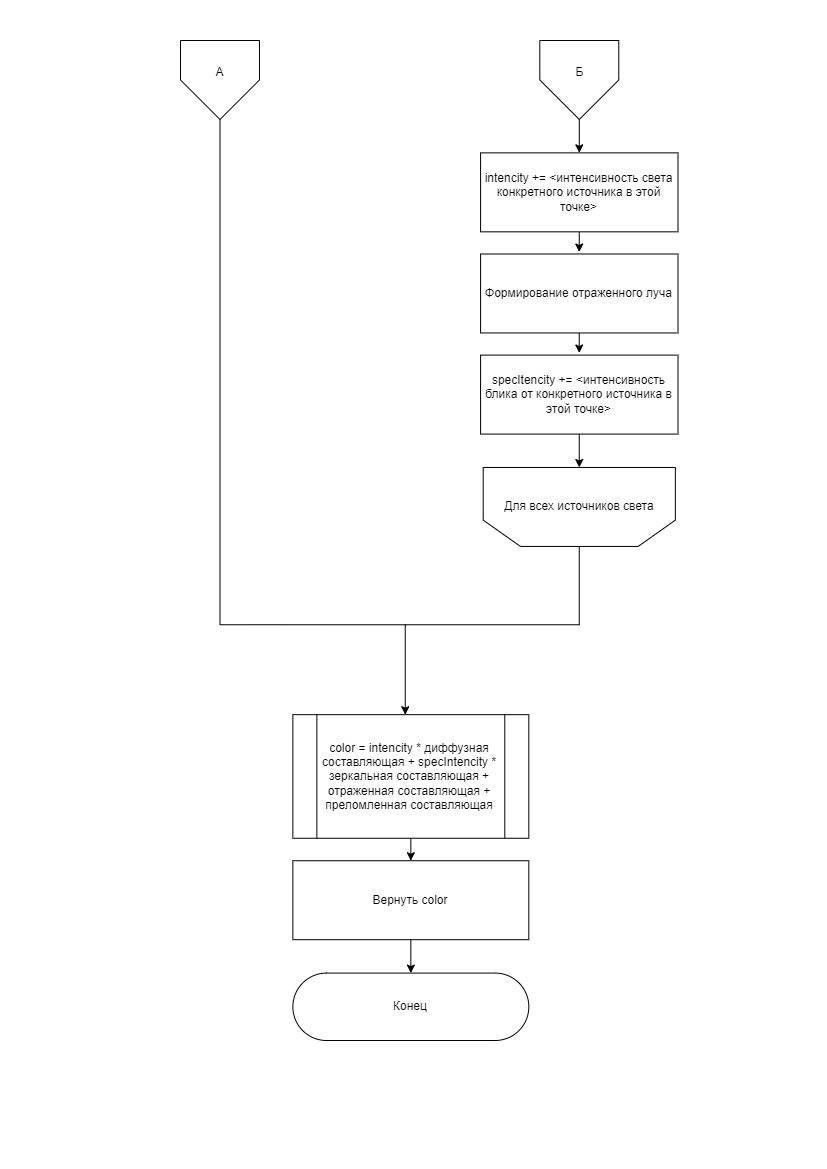 А
Б
intencity += <интенсивность света
конкретного источника в этой
точке>
Формирование отраженного луча
specItencity += <интенсивность
блика от конкретного источника в
этой точке>
Для всех источников света
color = intencity * диффузная
составляющая + specIntencity *
зеркальная составляющая +
отраженная составляющая +
преломленная составляющая
Вернуть color
Конец